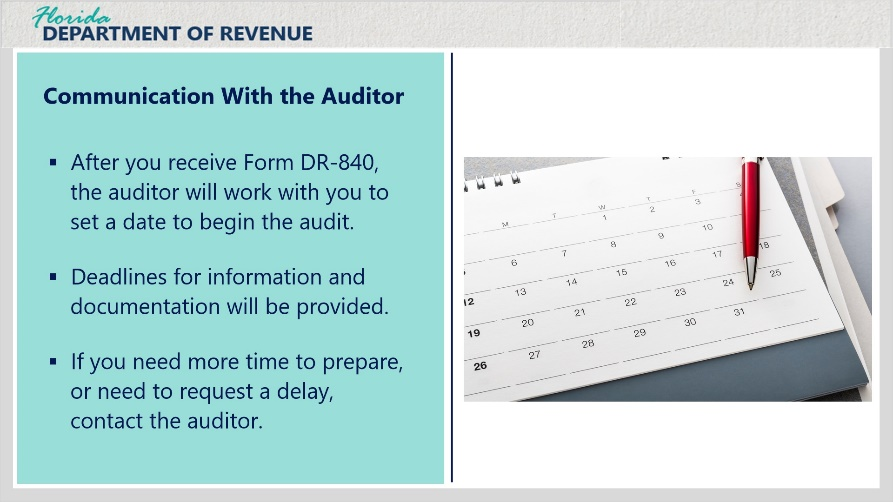 Florida
DEPARTMENT OF REVENUE
Communication With the Auditor
▪ After you receive Form DR-840,
the auditor will work with you to
set a date to begin the audit.
▪ Deadlines for information and
documentation will be provided.
▪ If you need more time to prepare,
or need to request a delay,
contact the auditor.
M T W T F S
1 2 3
6 7 8 9 10
12 13 14 15 16 17 18
19 20 21 22 23 24 25
26 27 28 29 30 31